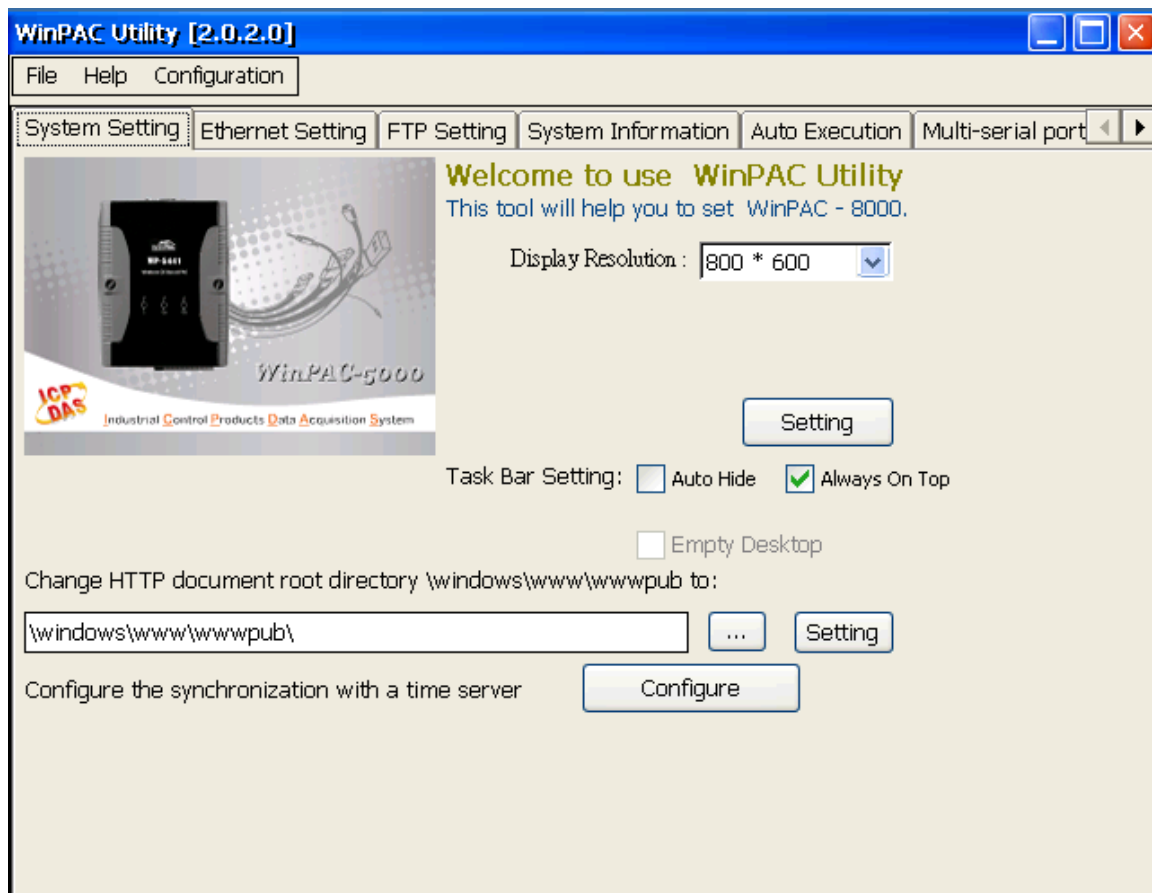 WinPAC Utility [2.0.2.0]
File Help Configuration
System Setting Ethernet Setting FTP Setting System Information Auto Execution Multi-serial port
Welcome to use WinPAC Utility
This tool will help you to set WinPAC - 8000.
Display Resolution : 800 * 600
WinPAC-5000
ICP DAS
Industrial Control Products Data Acquisition System
Setting
Task Bar Setting: Auto Hide Always On Top
Empty Desktop
Change HTTP document root directory \windows\www\wwwpub to:
\windows\www\wwwpub\ ... Setting
Configure the synchronization with a time server Configure